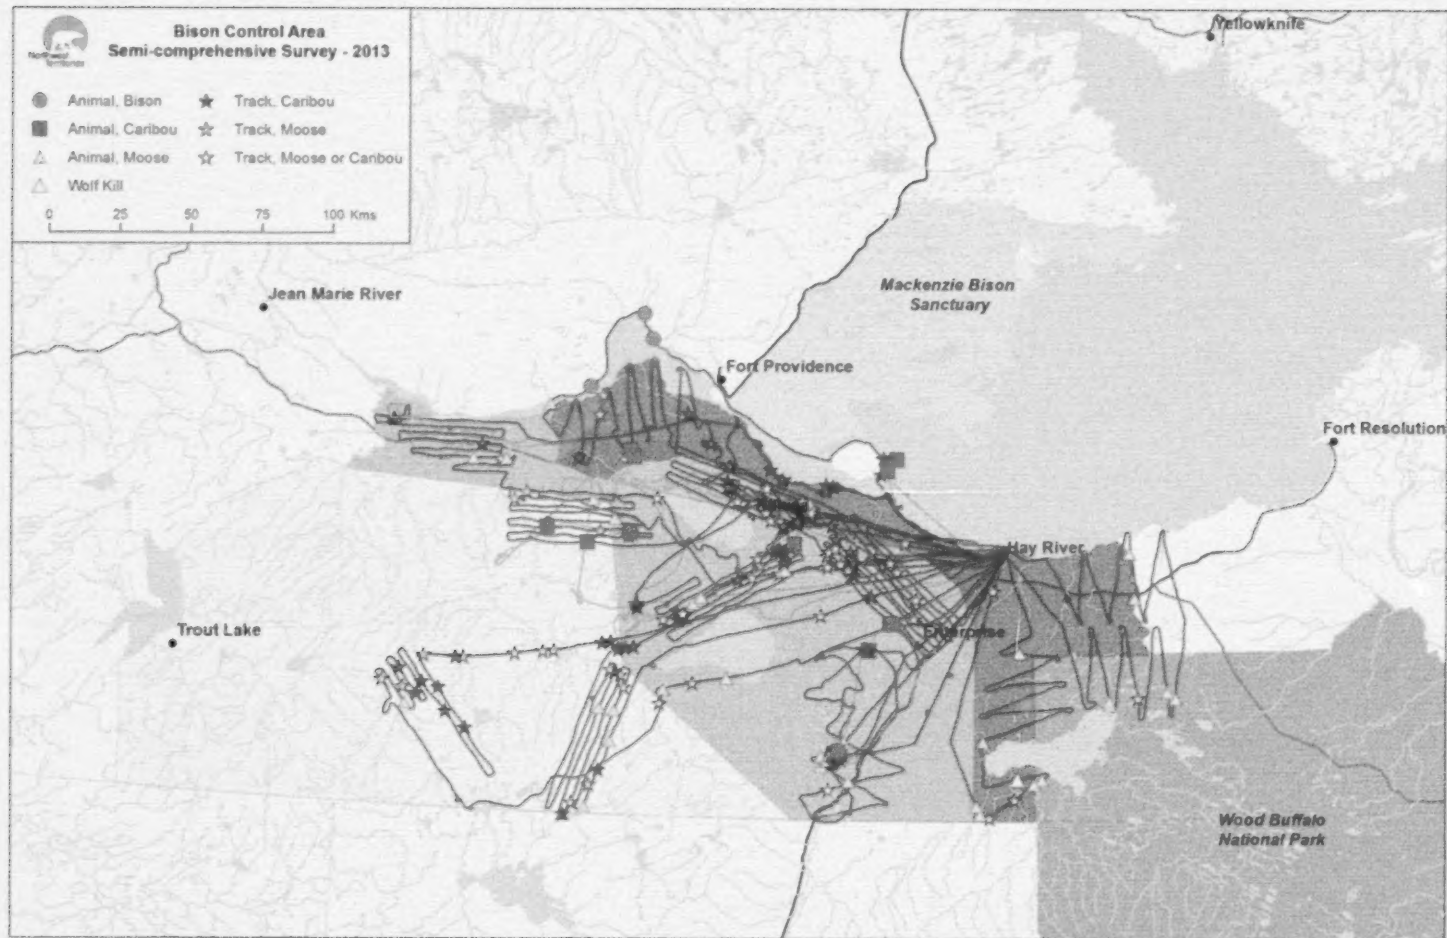 Bison Control Area
Semi-comprehensive Survey - 2013
Northwest
Territories
Animal, Bison
Track, Caribou
Animal, Caribou
Track, Moose
Animal, Moose
Track, Moose or Caribou
Wolf Kill
0 25 50 75 100 Kms
Yellowknife
Jean Marie River
Mackenzie Bison
Sanctuary
Fort Providence
Fort Resolution
Hay River
Trout Lake
Enterprise
Wood Buffalo
National Park